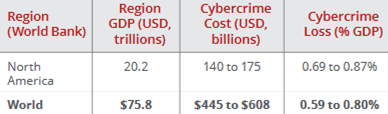 Region (World Bank) Region GDP (USD, trillions) Cybercrime Cost (USD, billions) Cybercrime Loss (% GDP)
North America 20.2 140 to 175 0.69 to 0.87%
World $75.8 $445 to $608 0.59 to 0.80%